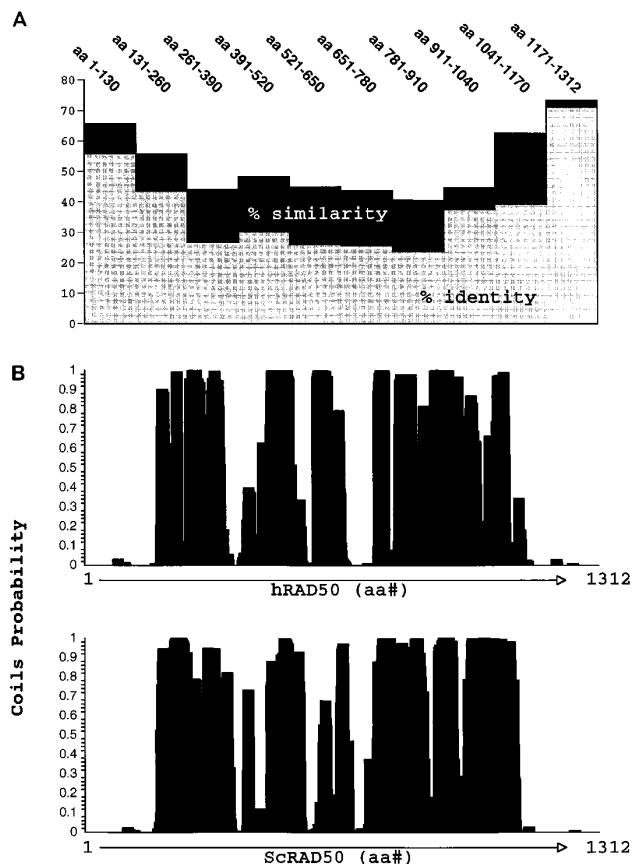 A
aa 1-130
aa 131-260
aa 261-390
aa 391-520
aa 521-650
aa 651-780
aa 781-910
aa 911-1040
aa 1041-1170
aa 1171-1312
80
70
60
50
40
30
20
10
0
% similarity
% identity
B
Coils Probability
1
0.9
0.8
0.7
0.6
0.5
0.4
0.3
0.2
0.1
0
1 1312
hRAD50 (aa#)
1
0.9
0.8
0.7
0.6
0.5
0.4
0.3
0.2
0.1
0
1 1312
ScRAD50 (aa#)